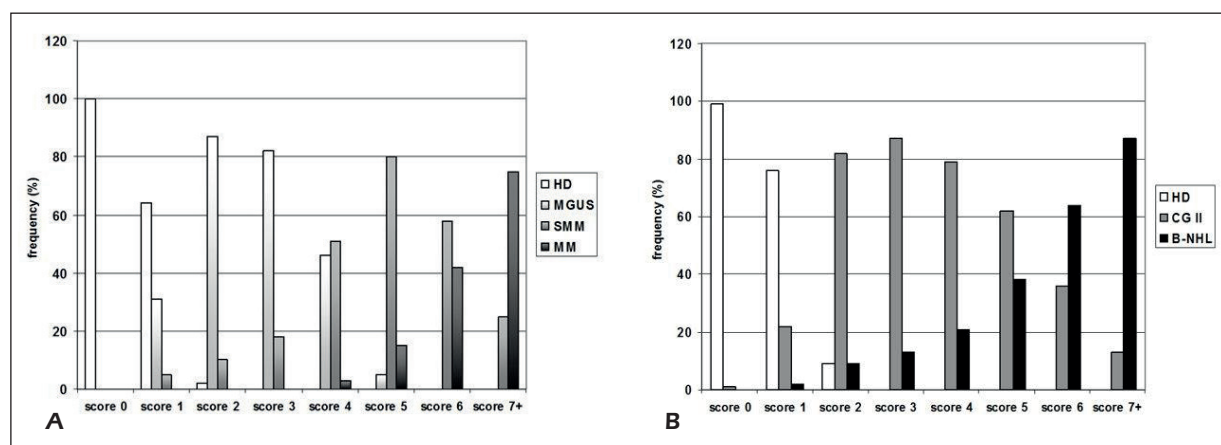 120
100
80
60
40
20
0
frequency (%)
score 0 score 1 score 2 score 3 score 4 score 5 score 6 score 7+
HD
MGUS
SMM
MM
A
120
100
80
60
40
20
0
frequency (%)
score 0 score 1 score 2 score 3 score 4 score 5 score 6 score 7+
HD
CG II
B-NHL
B